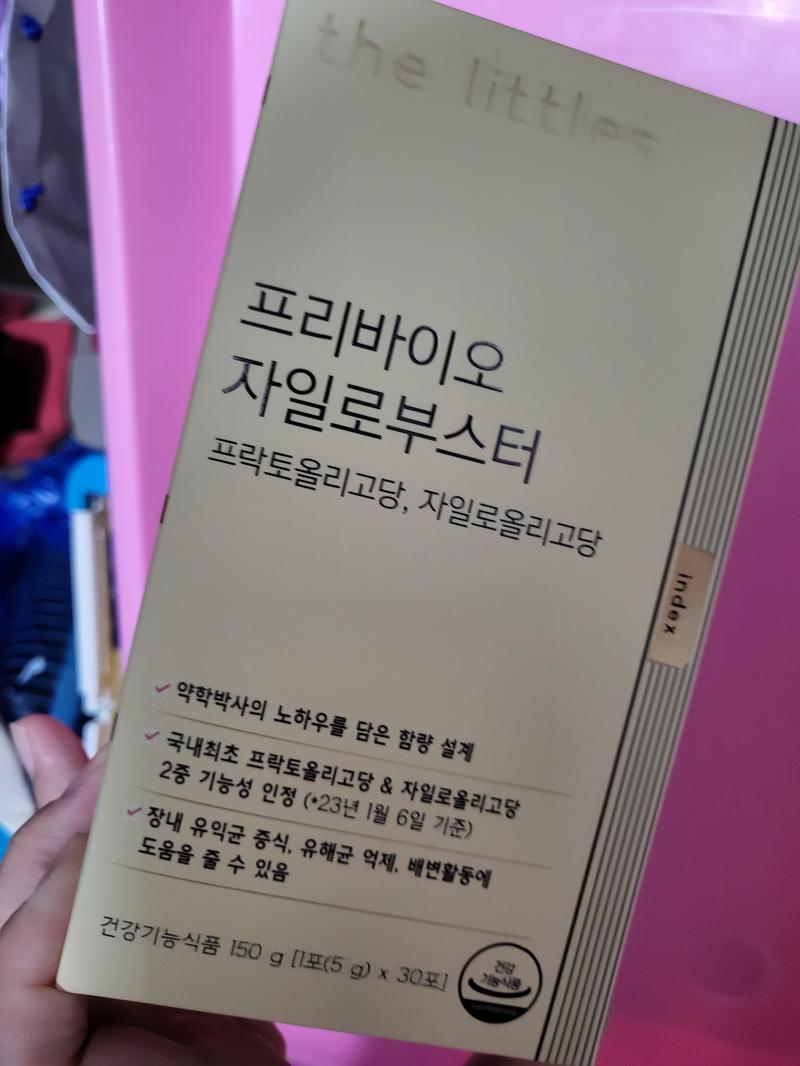 the littles
프리바이오
자일로부스터
프락토올리고당, 자일로올리고당
index
약학박사의 노하우를 담은 함량 설계
국내최초 프락토올리고당 & 자일로올리고당
2중 기능성 인정 (*23년 1월 6일 기준)
장내 유익균 증식, 유해균 억제, 배변활동에
도움을 줄 수 있음
건강기능식품 150 g [1포(5 g) x 30포]
건강
기능식품